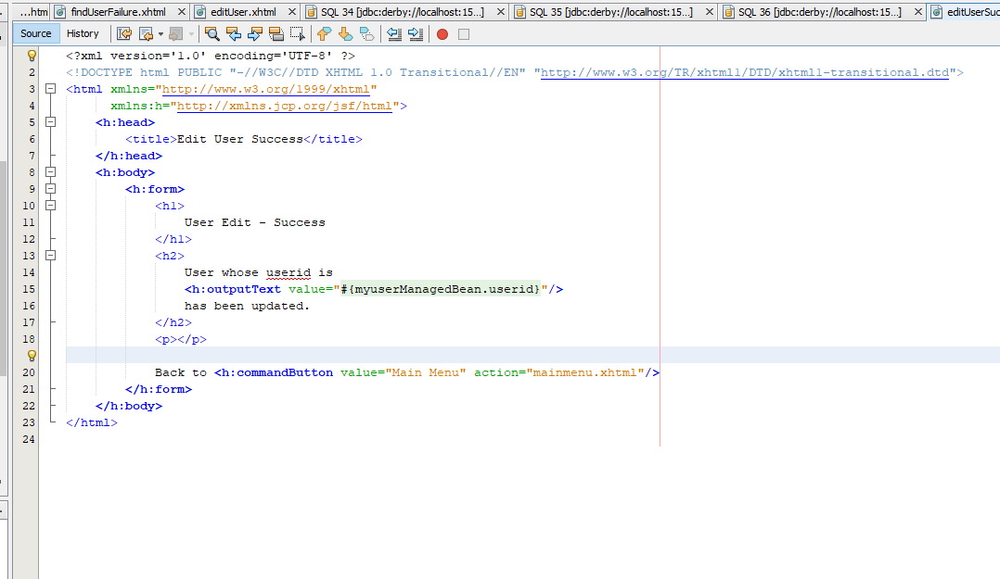 ...htm findUserFailure.xhtml editUser.xhtml SQL 34 [jdbc:derby://localhost:15...] SQL 35 [jdbc:derby://localhost:15...] SQL 36 [jdbc:derby://localhost:15...] editUserSuc
Source History
<?xml version='1.0' encoding='UTF-8' ?>
2 <!DOCTYPE html PUBLIC "-//W3C//DTD XHTML 1.0 Transitional//EN" "http://www.w3.org/TR/xhtml1/DTD/xhtml1-transitional.dtd">
3 <html xmlns="http://www.w3.org/1999/xhtml"
4 xmlns:h="http://xmlns.jcp.org/jsf/html">
5 <h:head>
6 <title>Edit User Success</title>
7 </h:head>
8 <h:body>
9 <h:form>
10 <h1>
11 User Edit - Success
12 </h1>
13 <h2>
14 User whose userid is
15 <h:outputText value="#{myuserManagedBean.userid}"/>
16 has been updated.
17 </h2>
18 <p></p>
20 Back to <h:commandButton value="Main Menu" action="mainmenu.xhtml"/>
21 </h:form>
22 </h:body>
23 </html>
24